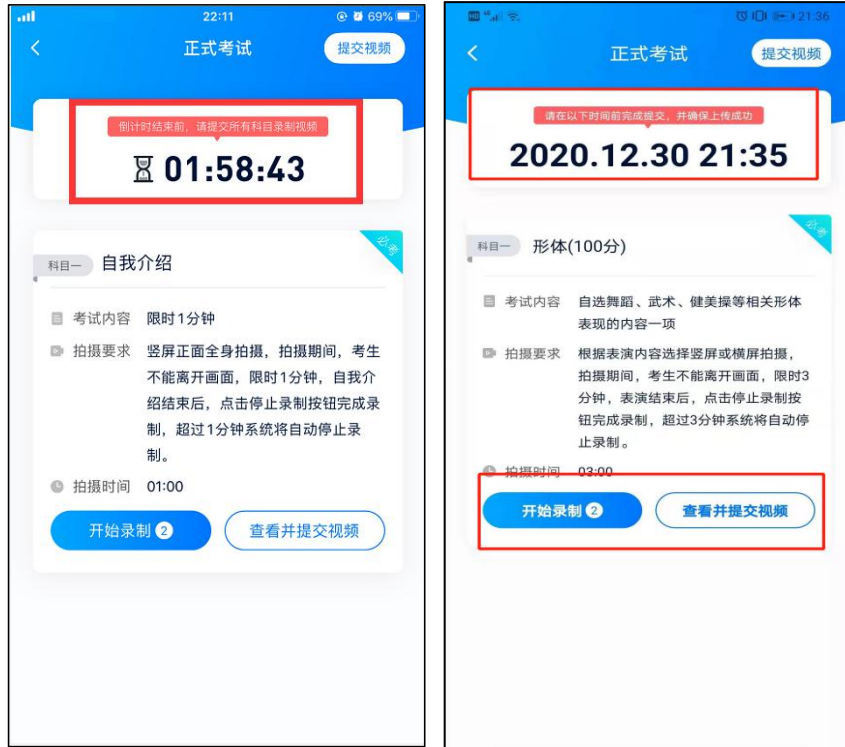 22:11
69%
正式考试
提交视频
倒计时结束前，请提交所有科目录制视频
01:58:43
必考
科目一
自我介绍
考试内容
限时1分钟
拍摄要求
竖屏正面全身拍摄，拍摄期间，考生
不能离开画面，限时1分钟，自我介
绍结束后，点击停止录制按钮完成录
制，超过1分钟系统将自动停止录
制。
拍摄时间
01:00
开始录制 2
查看并提交视频
HD 4G
21:36
正式考试
提交视频
请在以下时间前完成提交，并确保上传成功
2020.12.30 21:35
必考
科目一
形体(100分)
考试内容
自选舞蹈、武术、健美操等相关形体
表现的内容一项
拍摄要求
根据表演内容选择竖屏或横屏拍摄，
拍摄期间，考生不能离开画面，限时3
分钟，表演结束后，点击停止录制按
钮完成录制，超过3分钟系统将自动停
止录制。
拍摄时间
03:00
开始录制 2
查看并提交视频